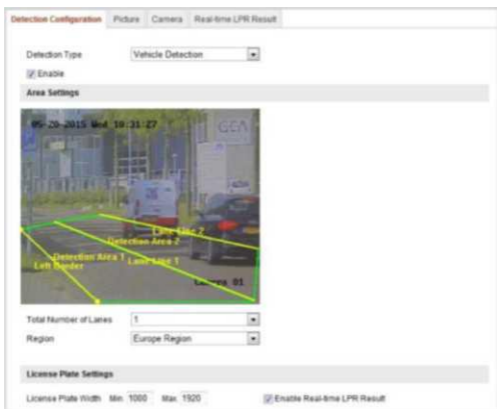 Detection Configuration Picture Camera Real-time LPR Result
Detection Type Vehicle Detection
Enable
Area Settings
05-20-2015 Wed 10:31:27
GEA
Lane Line 2
Detection Area 2
Detection Area 1 Lane Line 1
Left Border
Camera 01
Total Number of Lanes 1
Region Europe Region
License Plate Settings
License Plate Width Min 1000 Max 1920 Enable Real-time LPR Result